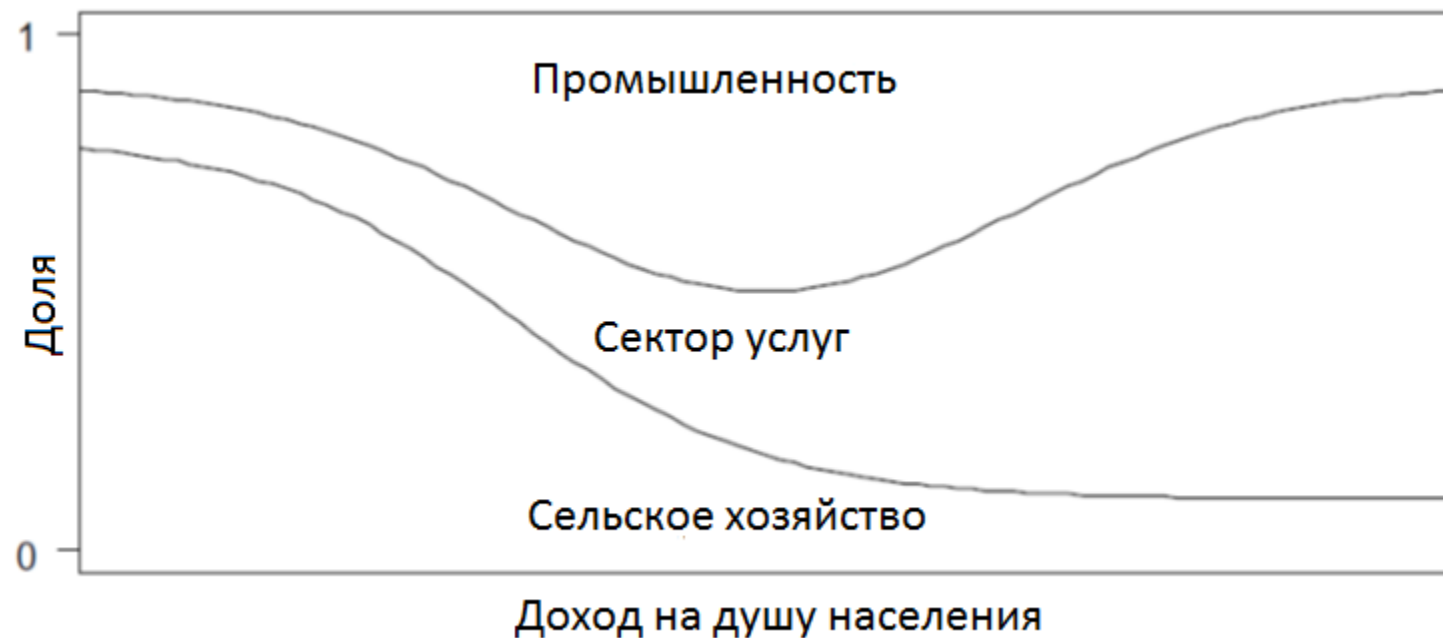 1
Промышленность
Доля
Сектор услуг
Сельское хозяйство
0
Доход на душу населения